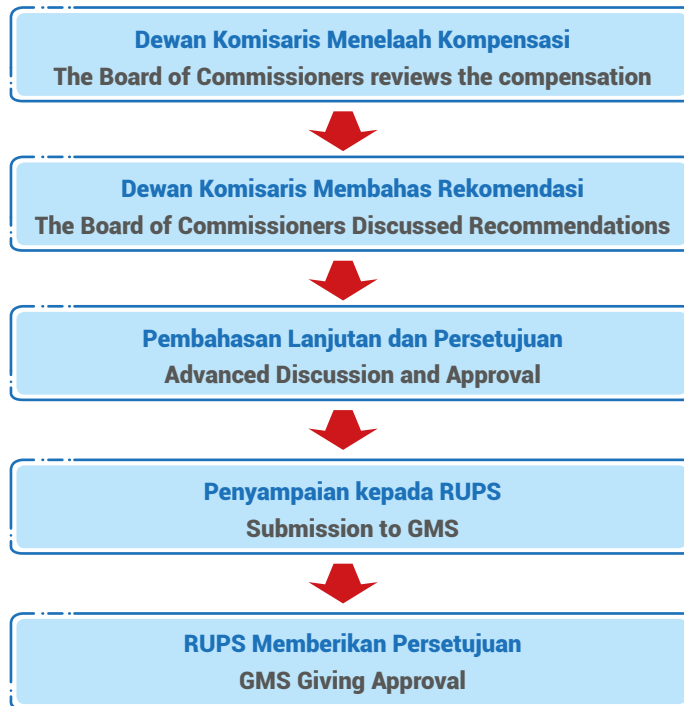 Dewan Komisaris Menelaah Kompensasi
The Board of Commissioners reviews the compensation
Dewan Komisaris Membahas Rekomendasi
The Board of Commissioners Discussed Recommendations
Pembahasan Lanjutan dan Persetujuan
Advanced Discussion and Approval
Penyampaian kepada RUPS
Submission to GMS
RUPS Memberikan Persetujuan
GMS Giving Approval